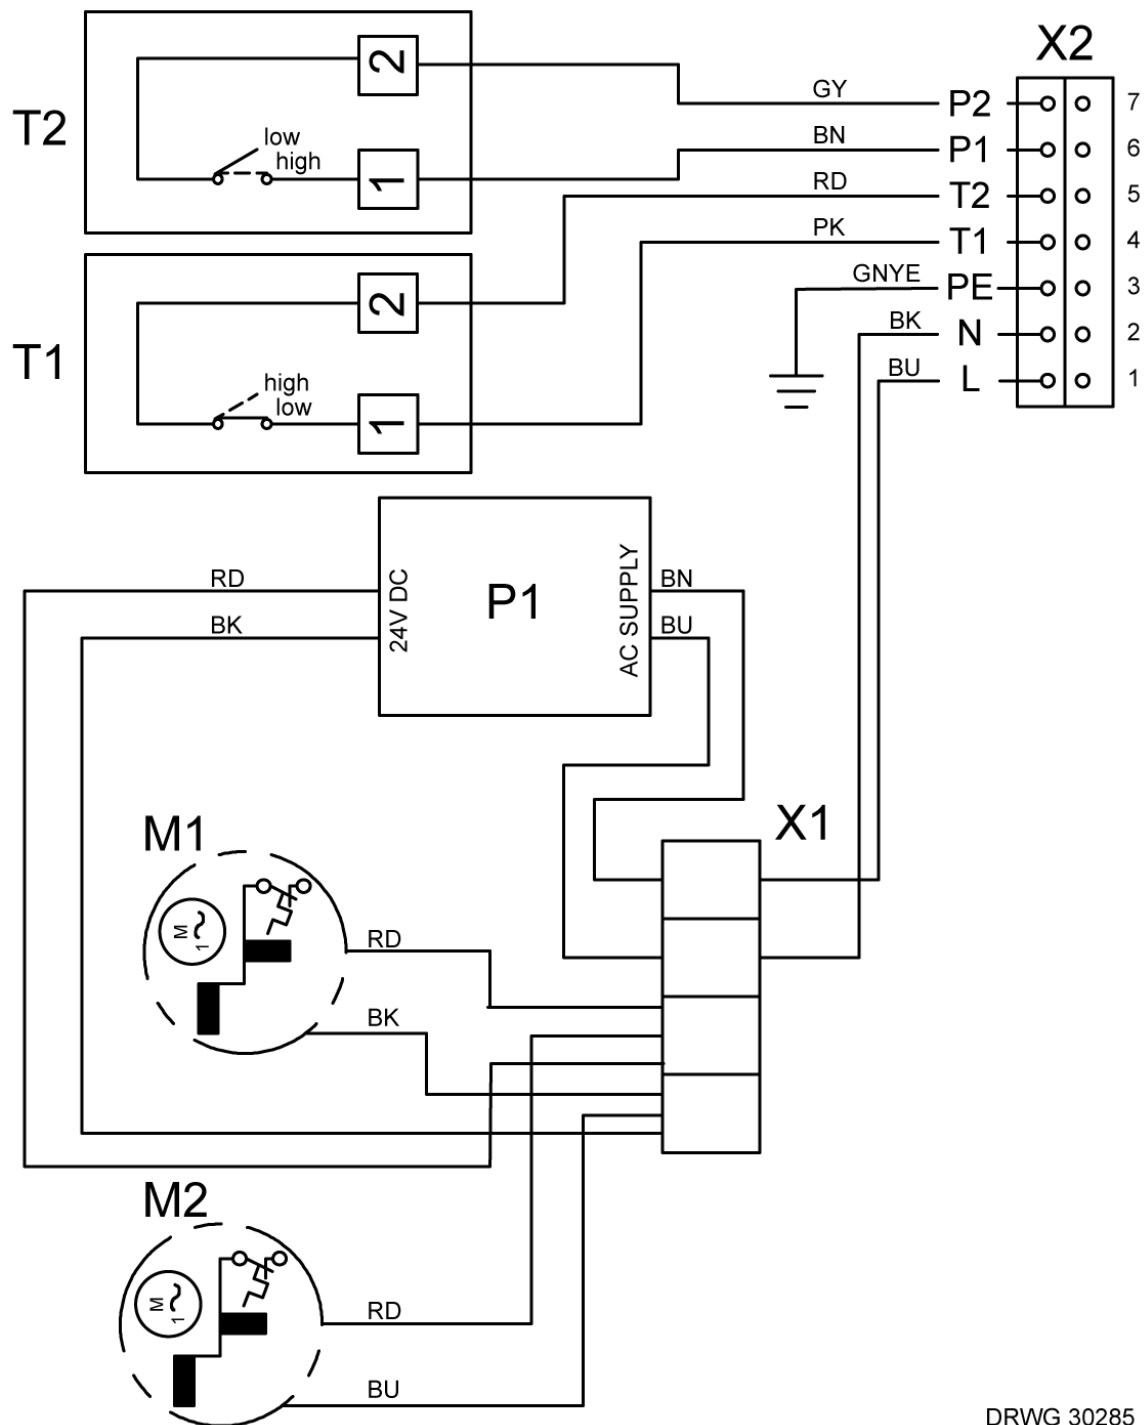 X2
T2
2
low
high
1
GY
P2
7
BN
P1
6
RD
T2
5
PK
T1
4
GNYE
PE
3
BK
N
2
BU
L
1
T1
2
high
low
1
RD
BK
24V DC
P1
AC SUPPLY
BN
BU
X1
M1
M
1~
RD
BK
M2
M
1~
RD
BU
DRWG 30285